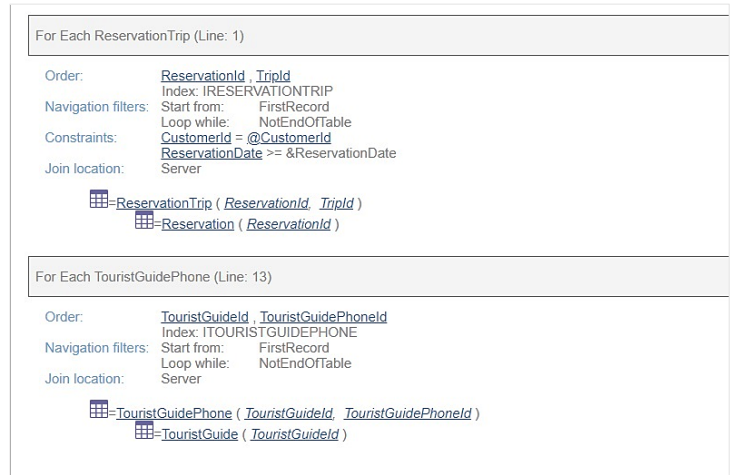 For Each ReservationTrip (Line: 1)
Order: ReservationId , TripId
Index: IRESERVATIONTRIP
Navigation filters: Start from: FirstRecord
Loop while: NotEndOfTable
Constraints: CustomerId = @CustomerId
ReservationDate >= &ReservationDate
Join location: Server
=ReservationTrip ( ReservationId, TripId )
=Reservation ( ReservationId )
For Each TouristGuidePhone (Line: 13)
Order: TouristGuideId , TouristGuidePhoneId
Index: ITOURISTGUIDEPHONE
Navigation filters: Start from: FirstRecord
Loop while: NotEndOfTable
Join location: Server
=TouristGuidePhone ( TouristGuideId, TouristGuidePhoneId )
=TouristGuide ( TouristGuideId )